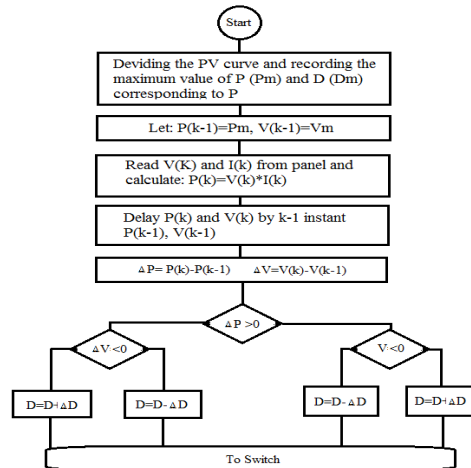 Start
Deviding the PV curve and recording the
maximum value of P (Pm) and D (Dm)
corresponding to P
Let: P(k-1)=Pm, V(k-1)=Vm
Read V(K) and I(k) from panel and
calculate: P(k)=V(k)*I(k)
Delay P(k) and V(k) by k-1 instant
P(k-1), V(k-1)
ΔP= P(k)-P(k-1) ΔV=V(k)-V(k-1)
ΔP >0
ΔV<0
V<0
D=D+ΔD
D=D-ΔD
D=D-ΔD
D=D+ΔD
To Switch